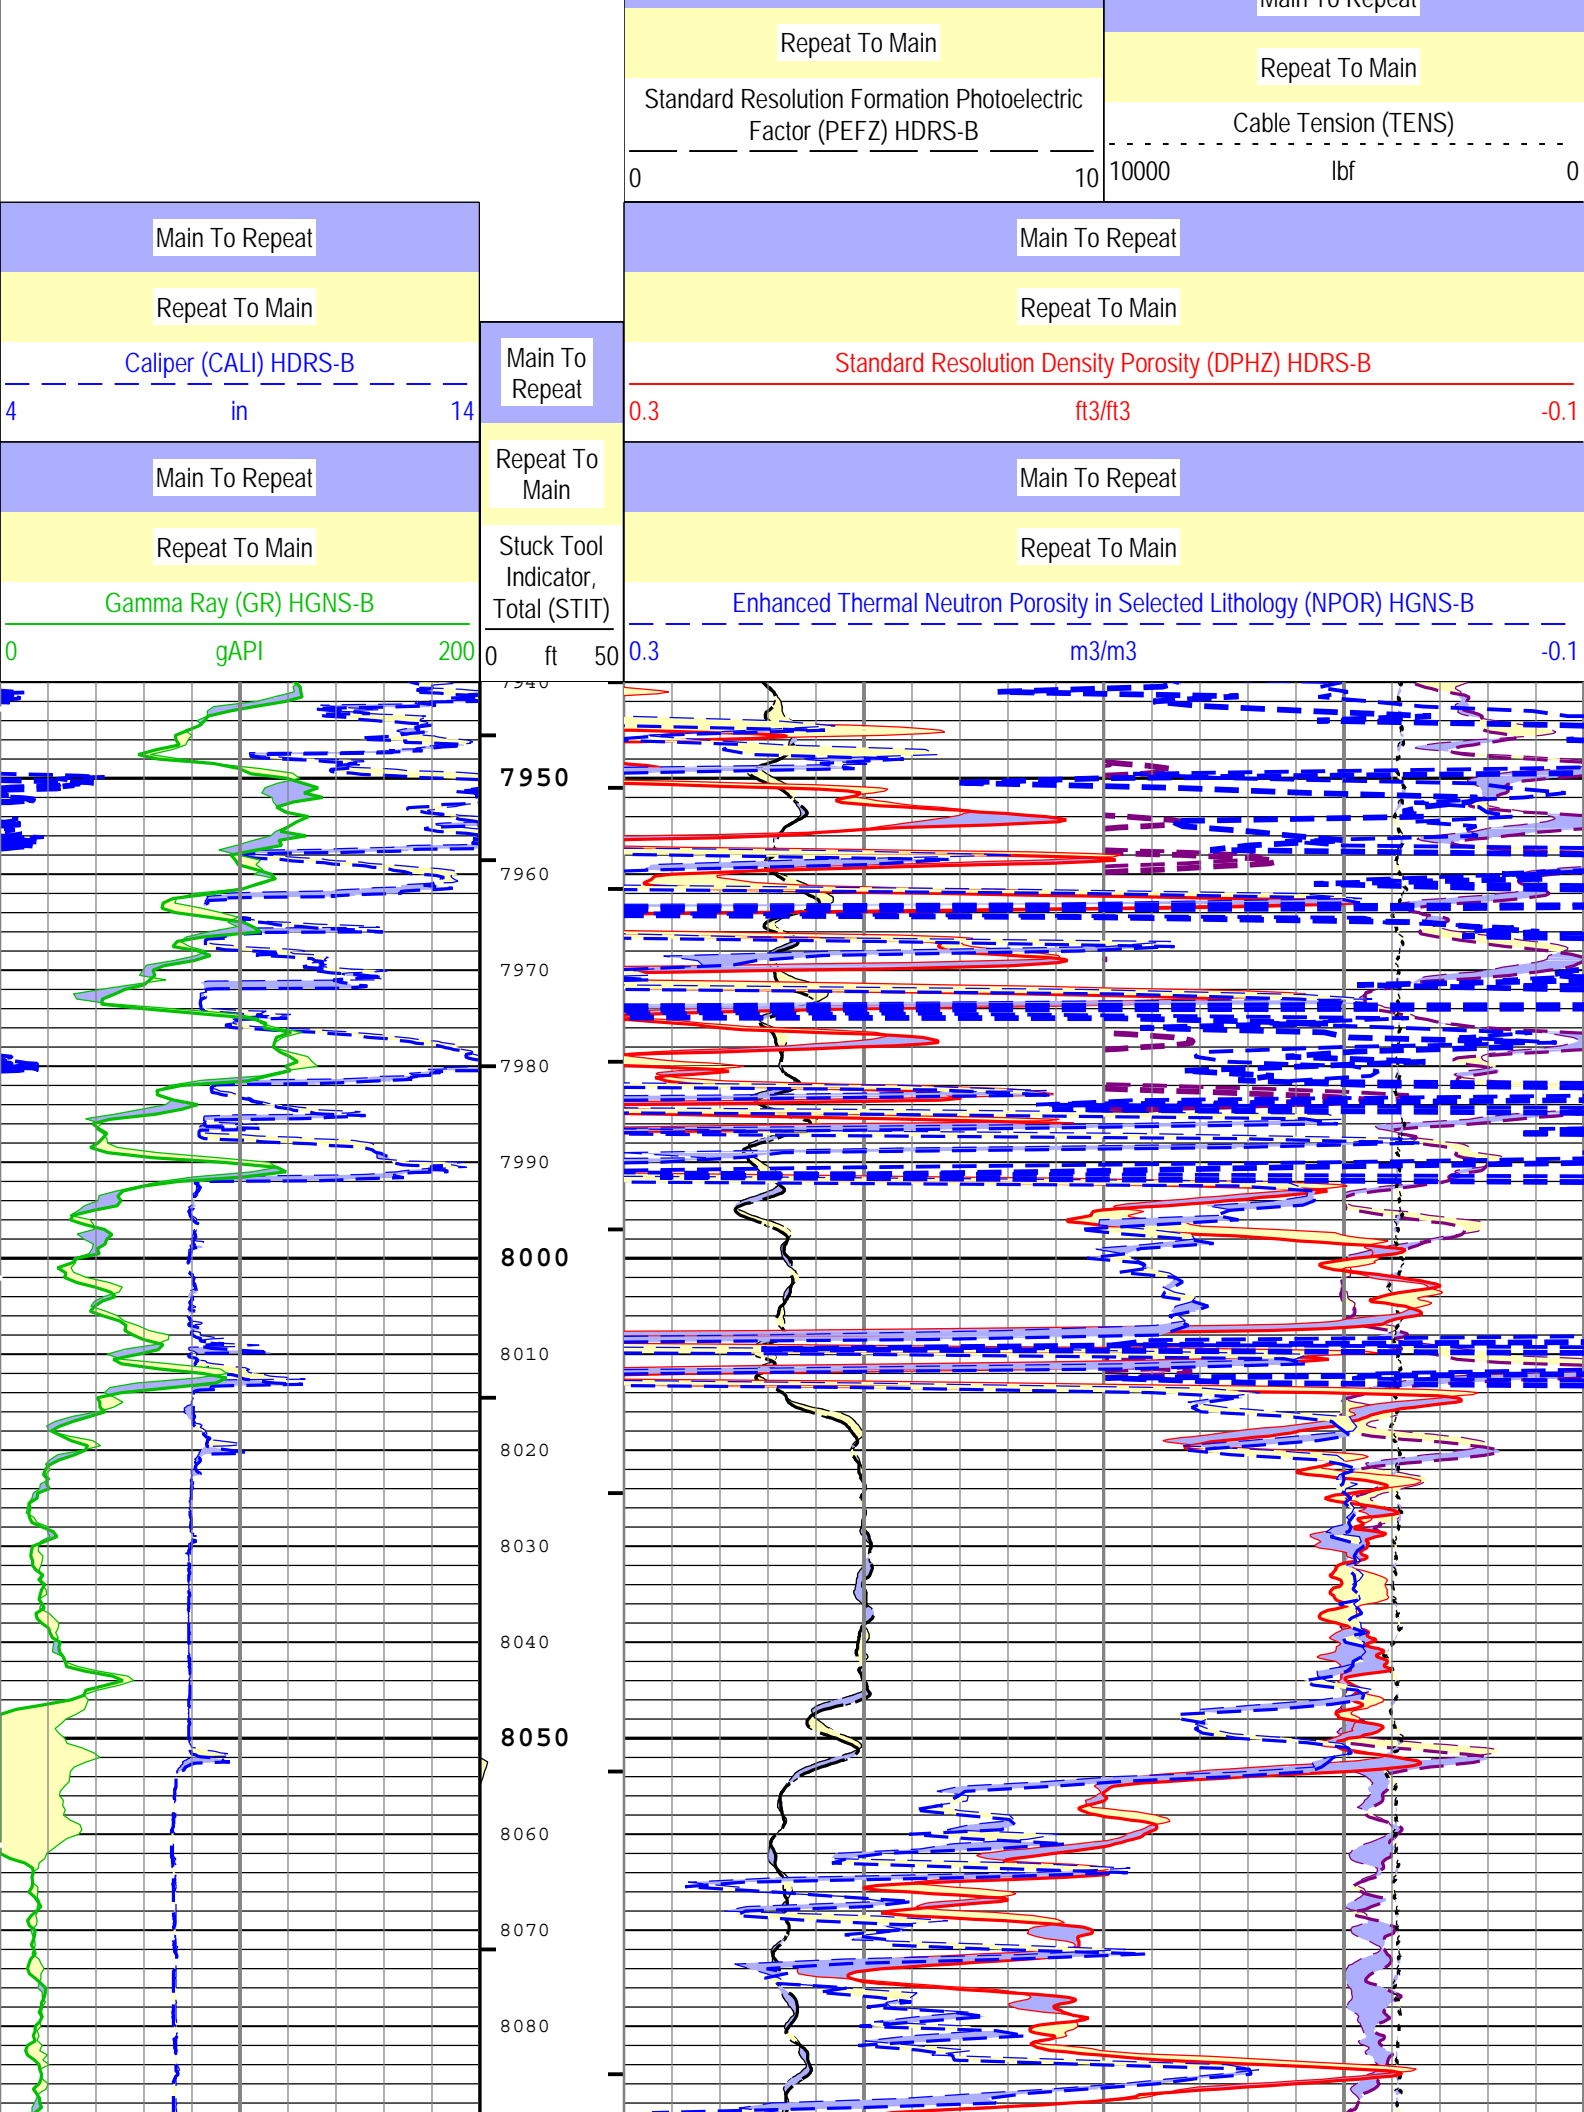 Main To Repeat
Repeat To Main
Repeat To Main
Standard Resolution Formation Photoelectric
Factor (PEFZ) HDRS-B
0 10
Cable Tension (TENS)
10000 lbf 0
Main To Repeat
Main To Repeat
Repeat To Main
Repeat To Main
Caliper (CALI) HDRS-B
4 in 14
Main To
Repeat
Standard Resolution Density Porosity (DPHZ) HDRS-B
0.3 ft3/ft3 -0.1
Main To Repeat
Repeat To
Main
Main To Repeat
Repeat To Main
Stuck Tool
Indicator,
Total (STIT)
0 ft 50
Repeat To Main
Gamma Ray (GR) HGNS-B
0 gAPI 200
Enhanced Thermal Neutron Porosity in Selected Lithology (NPOR) HGNS-B
0.3 m3/m3 -0.1
7940
7950
7960
7970
7980
7990
8000
8010
8020
8030
8040
8050
8060
8070
8080